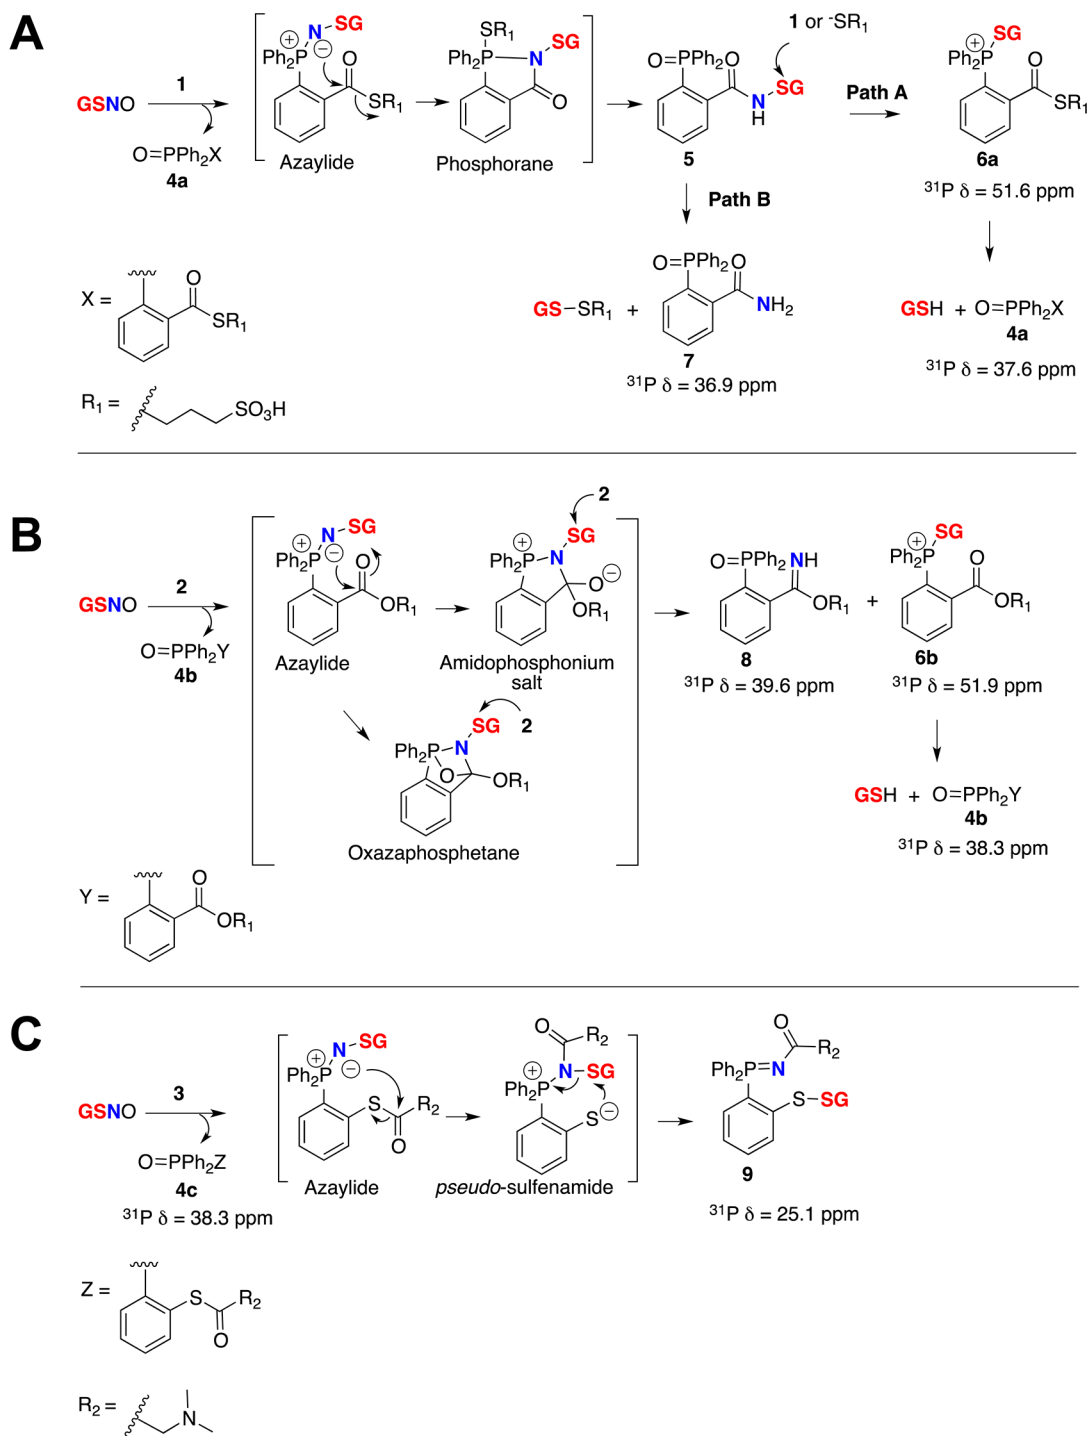 A
GSNO
1
O=PPh2X
4a
Ph2P
N
SG
O
SR1
Azaylide
SR1
Ph2P
N
SG
O
Phosphorane
O=PPh2
O
N
H
SG
5
1 or -SR1
Path A
Ph2P
SG
O
SR1
6a
31P δ = 51.6 ppm
Path B
GS–SR1
+
O=PPh2
O
NH2
7
31P δ = 36.9 ppm
GSH + O=PPh2X
4a
31P δ = 37.6 ppm
X =
O
SR1
R1 =
SO3H
B
GSNO
2
O=PPh2Y
4b
Ph2P
N
SG
O
OR1
Azaylide
2
SG
Ph2P
N
O
OR1
Amidophosphonium
salt
SG
2
Ph2P
N
O
OR1
Oxazaphosphetane
O=PPh2
NH
OR1
8
31P δ = 39.6 ppm
+
Ph2P
SG
O
OR1
6b
31P δ = 51.9 ppm
GSH + O=PPh2Y
4b
31P δ = 38.3 ppm
Y =
O
OR1
C
GSNO
3
O=PPh2Z
4c
31P δ = 38.3 ppm
Ph2P
N
SG
S
R2
O
Azaylide
O
R2
Ph2P
N
SG
S
pseudo-sulfenamide
O
R2
Ph2P=N
S–SG
9
31P δ = 25.1 ppm
Z =
S
R2
O
R2 =
N